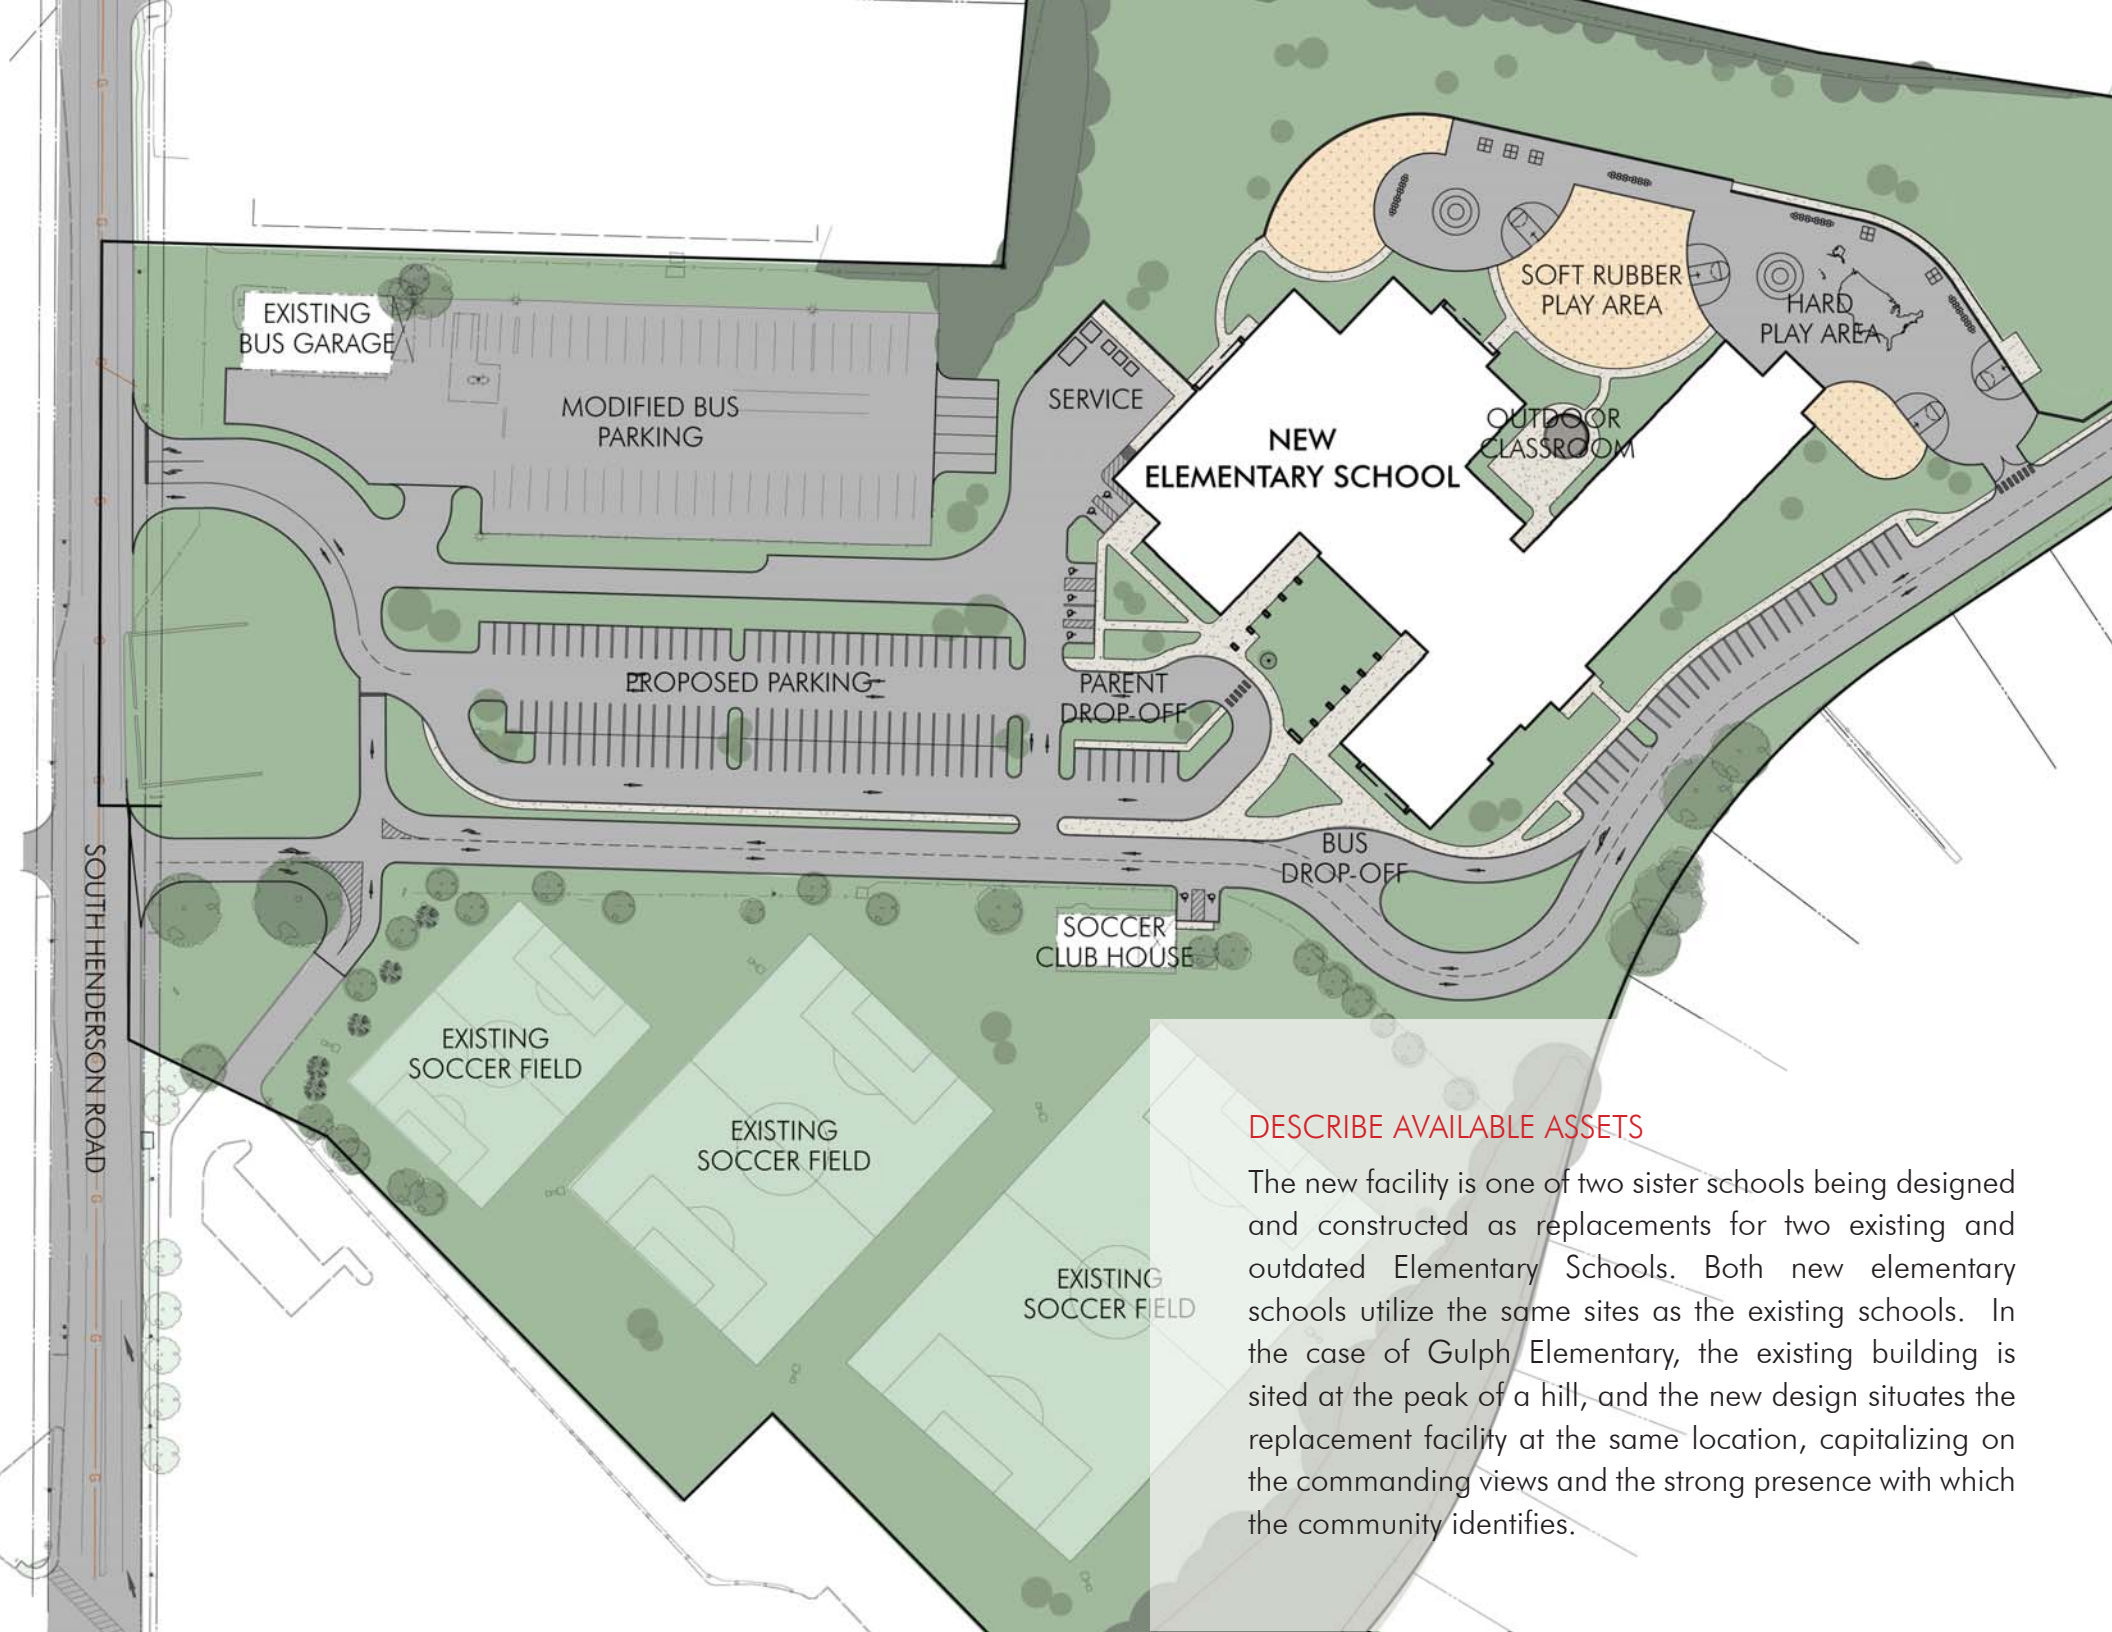 EXISTING
BUS GARAGE
MODIFIED BUS
PARKING
SERVICE
NEW
ELEMENTARY SCHOOL
SOFT RUBBER
PLAY AREA
HARD
PLAY AREA
OUTDOOR
CLASSROOM
PROPOSED PARKING
PARENT
DROP-OFF
BUS
DROP-OFF
SOCCER
CLUB HOUSE
SOUTH HENDERSON ROAD
EXISTING
SOCCER FIELD
EXISTING
SOCCER FIELD
EXISTING
SOCCER FIELD
DESCRIBE AVAILABLE ASSETS
The new facility is one of two sister schools being designed
and constructed as replacements for two existing and
outdated Elementary Schools. Both new elementary
schools utilize the same sites as the existing schools.  In
the case of Gulph Elementary, the existing building is
sited at the peak of a hill, and the new design situates the
replacement facility at the same location, capitalizing on
the commanding views and the strong presence with which
the community identifies.
G
G
G
G
G
G
G
G
G